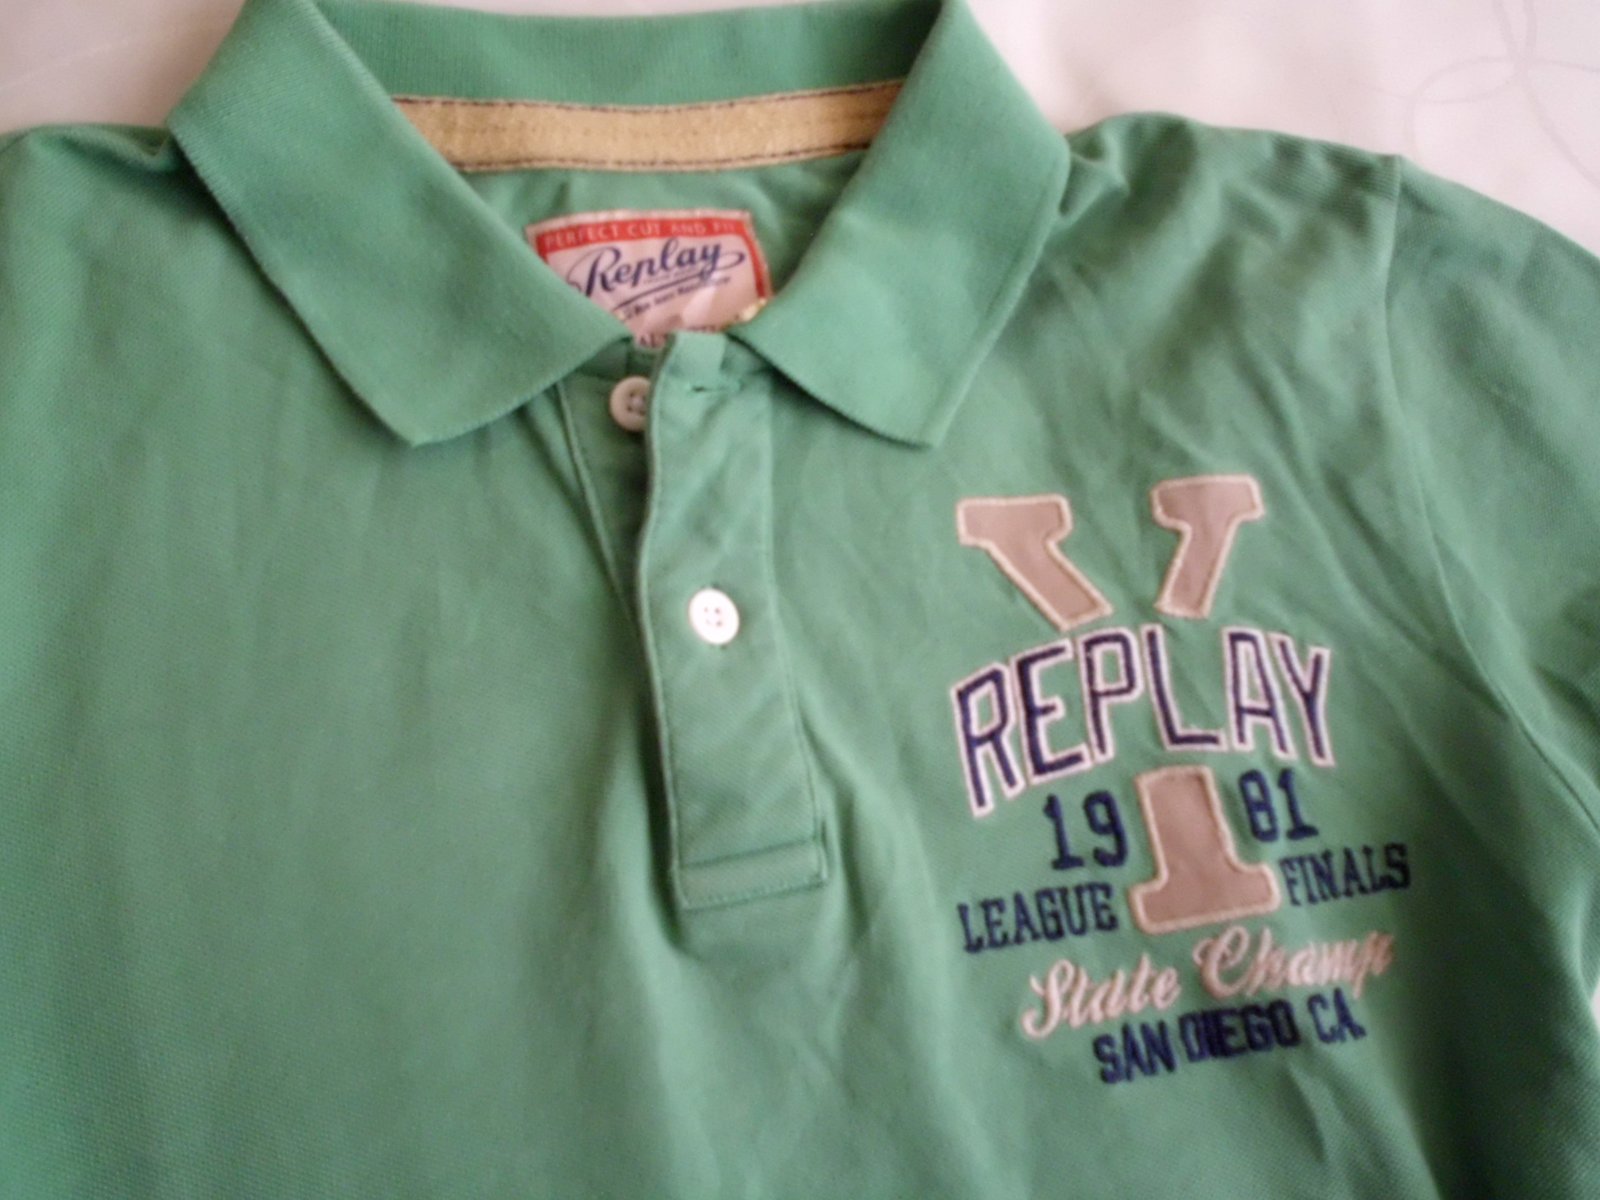 PERFECT CUT AND FIT
Replay
Y
REPLAY
19 81
LEAGUE FINALS
State Champ
SAN DIEGO CA.